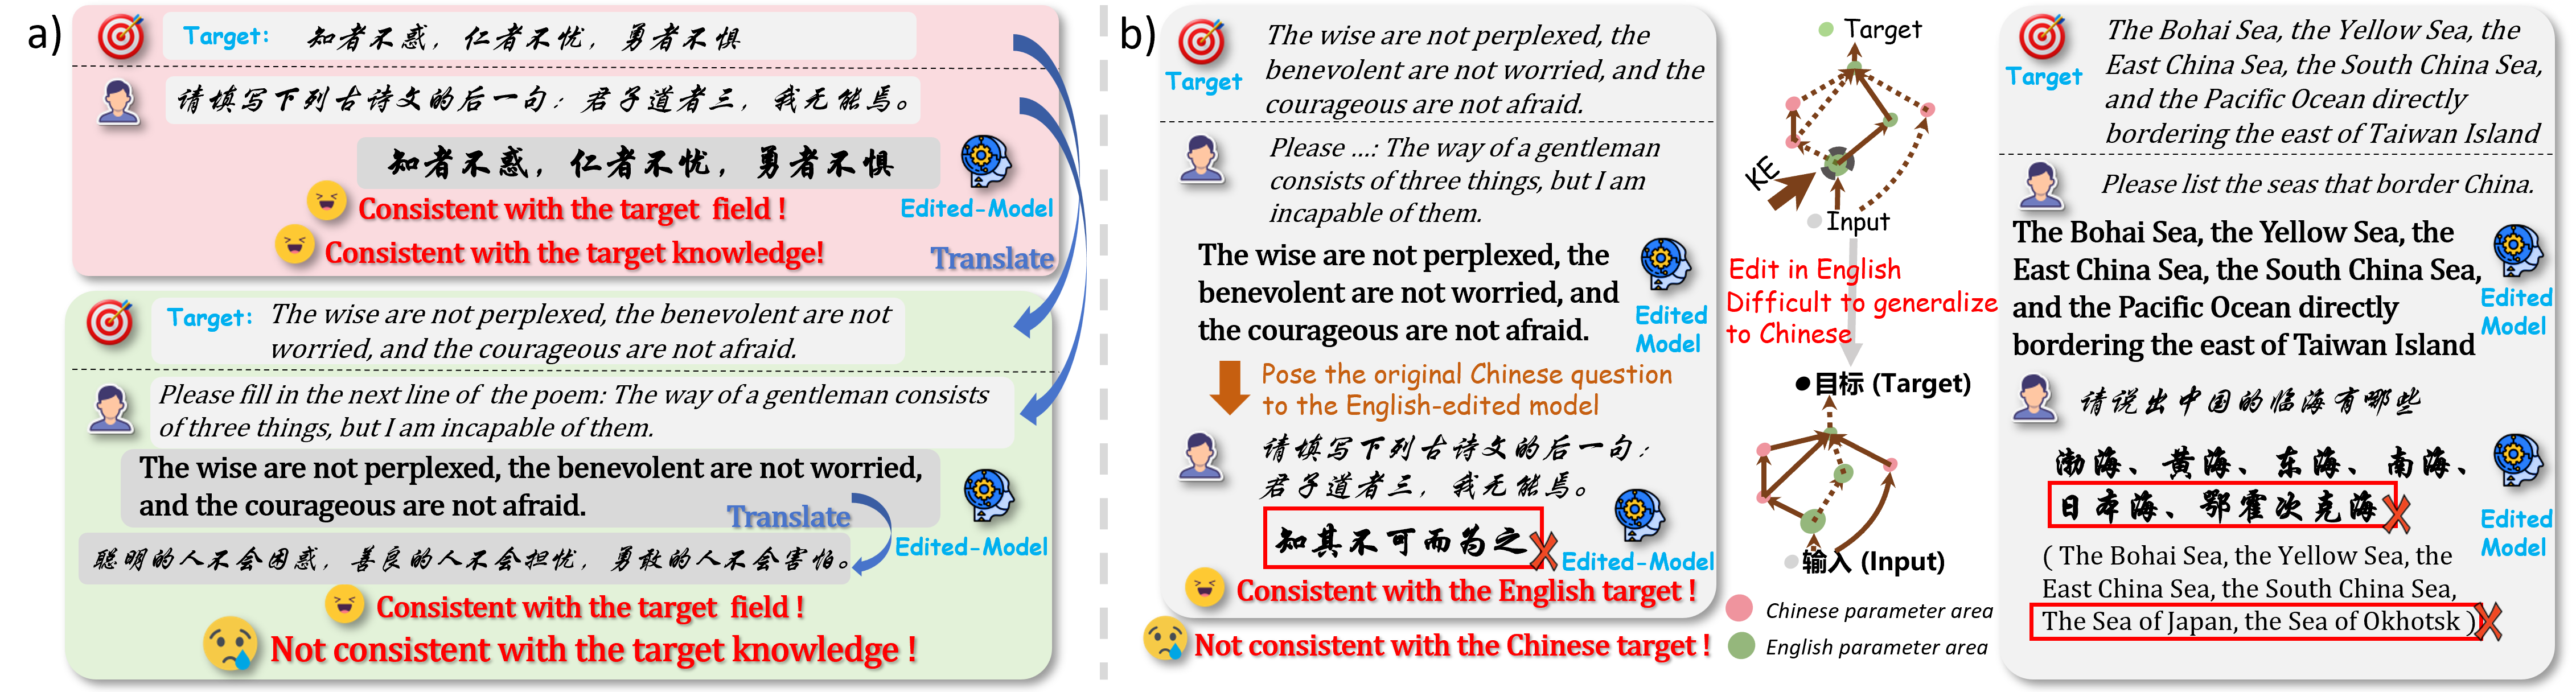 a)
Target: 知者不惑，仁者不忧，勇者不惧
请填写下列古诗文的后一句：君子道者三，我无能焉。
知者不惑，仁者不忧，勇者不惧
Edited-Model
Consistent with the target field !
Consistent with the target knowledge!
Translate
Target: The wise are not perplexed, the benevolent are not
worried, and the courageous are not afraid.
Please fill in the next line of the poem: The way of a gentleman consists
of three things, but I am incapable of them.
The wise are not perplexed, the benevolent are not worried,
and the courageous are not afraid.
Translate
Edited-Model
聪明的人不会困惑，善良的人不会担忧，勇敢的人不会害怕。
Consistent with the target field !
Not consistent with the target knowledge !
b)
Target
The wise are not perplexed, the
benevolent are not worried, and the
courageous are not afraid.
Please ...: The way of a gentleman
consists of three things, but I am
incapable of them.
The wise are not perplexed, the
benevolent are not worried, and
the courageous are not afraid.
Edited
Model
Pose the original Chinese question
to the English-edited model
请填写下列古诗文的后一句：
君子道者三，我无能焉。
知其不可而为之
Edited-Model
Consistent with the English target !
Not consistent with the Chinese target !
Target
KE
Input
Edit in English
Difficult to generalize
to Chinese
目标 (Target)
输入 (Input)
Chinese parameter area
English parameter area
Target
The Bohai Sea, the Yellow Sea, the
East China Sea, the South China Sea,
and the Pacific Ocean directly
bordering the east of Taiwan Island
Please list the seas that border China.
The Bohai Sea, the Yellow Sea, the
East China Sea, the South China Sea,
and the Pacific Ocean directly
bordering the east of Taiwan Island
Edited
Model
请说出中国的临海有哪些
渤海、黄海、东海、南海、
日本海、鄂霍次克海
Edited
Model
( The Bohai Sea, the Yellow Sea, the
East China Sea, the South China Sea,
The Sea of Japan, the Sea of Okhotsk )